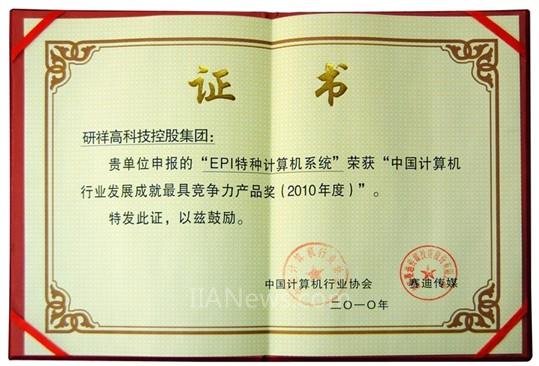 证 书
研祥高科技控股集团：
贵单位申报的“EPI特种计算机系统”荣获“中国计算机
行业发展成就最具竞争力产品奖（2010年度）”。
特发此证，以兹鼓励。
中国计算机行业协会 赛迪传媒
IIANews.com
二○一○年